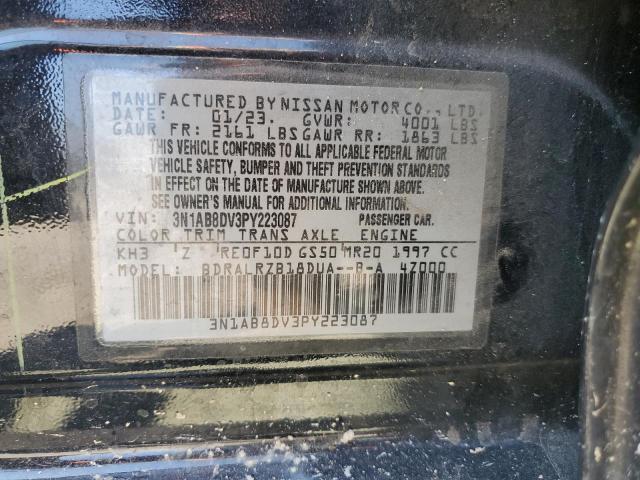 MANUFACTURED BY NISSAN MOTOR CO., LTD.
DATE: 01/23. GVWR: 4001 LBS
GAWR FR: 2161 LBS GAWR RR: 1863 LBS
THIS VEHICLE CONFORMS TO ALL APPLICABLE FEDERAL MOTOR
VEHICLE SAFETY, BUMPER AND THEFT PREVENTION STANDARDS
IN EFFECT ON THE DATE OF MANUFACTURE SHOWN ABOVE.
SEE OWNER'S MANUAL FOR ADDITIONAL INFORMATION.
VIN: 3N1AB8DV3PY223087 PASSENGER CAR.
COLOR TRIM TRANS AXLE ENGINE
KH3 Z RE0F10D GS50 MR20 1997 CC
MODEL: BDRALRZB18DUA--B-A 4Z000
3N1AB8DV3PY223087